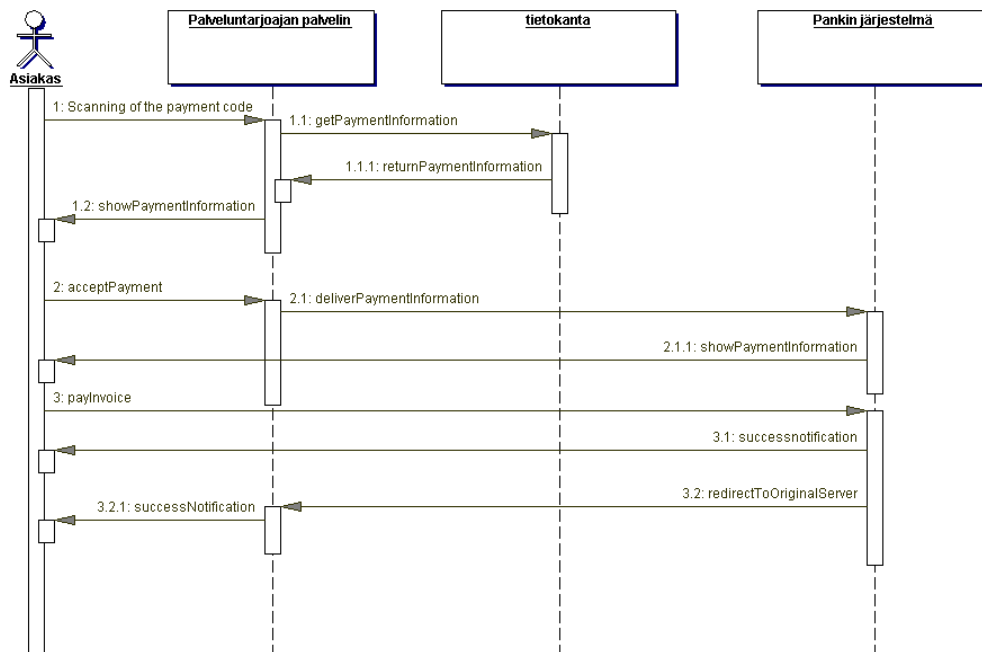 Palveluntarjoajan palvelin
tietokanta
Pankin järjestelmä
Asiakas
1: Scanning of the payment code
1.1: getPaymentInformation
1.1.1: returnPaymentInformation
1.2: showPaymentInformation
2: acceptPayment
2.1: deliverPaymentInformation
2.1.1: showPaymentInformation
3: payInvoice
3.1: successnotification
3.2: redirectToOriginalServer
3.2.1: successNotification